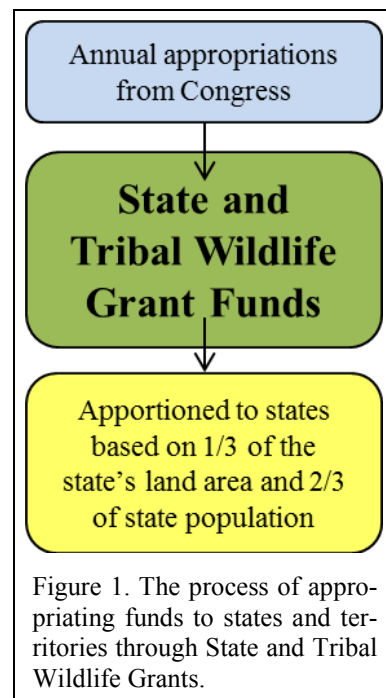 Annual appropriations
from Congress
State and
Tribal Wildlife
Grant Funds
Apportioned to states
based on 1/3 of the
state's land area and 2/3
of state population
Figure 1. The process of appro-
priating funds to states and ter-
ritories through State and Tribal
Wildlife Grants.